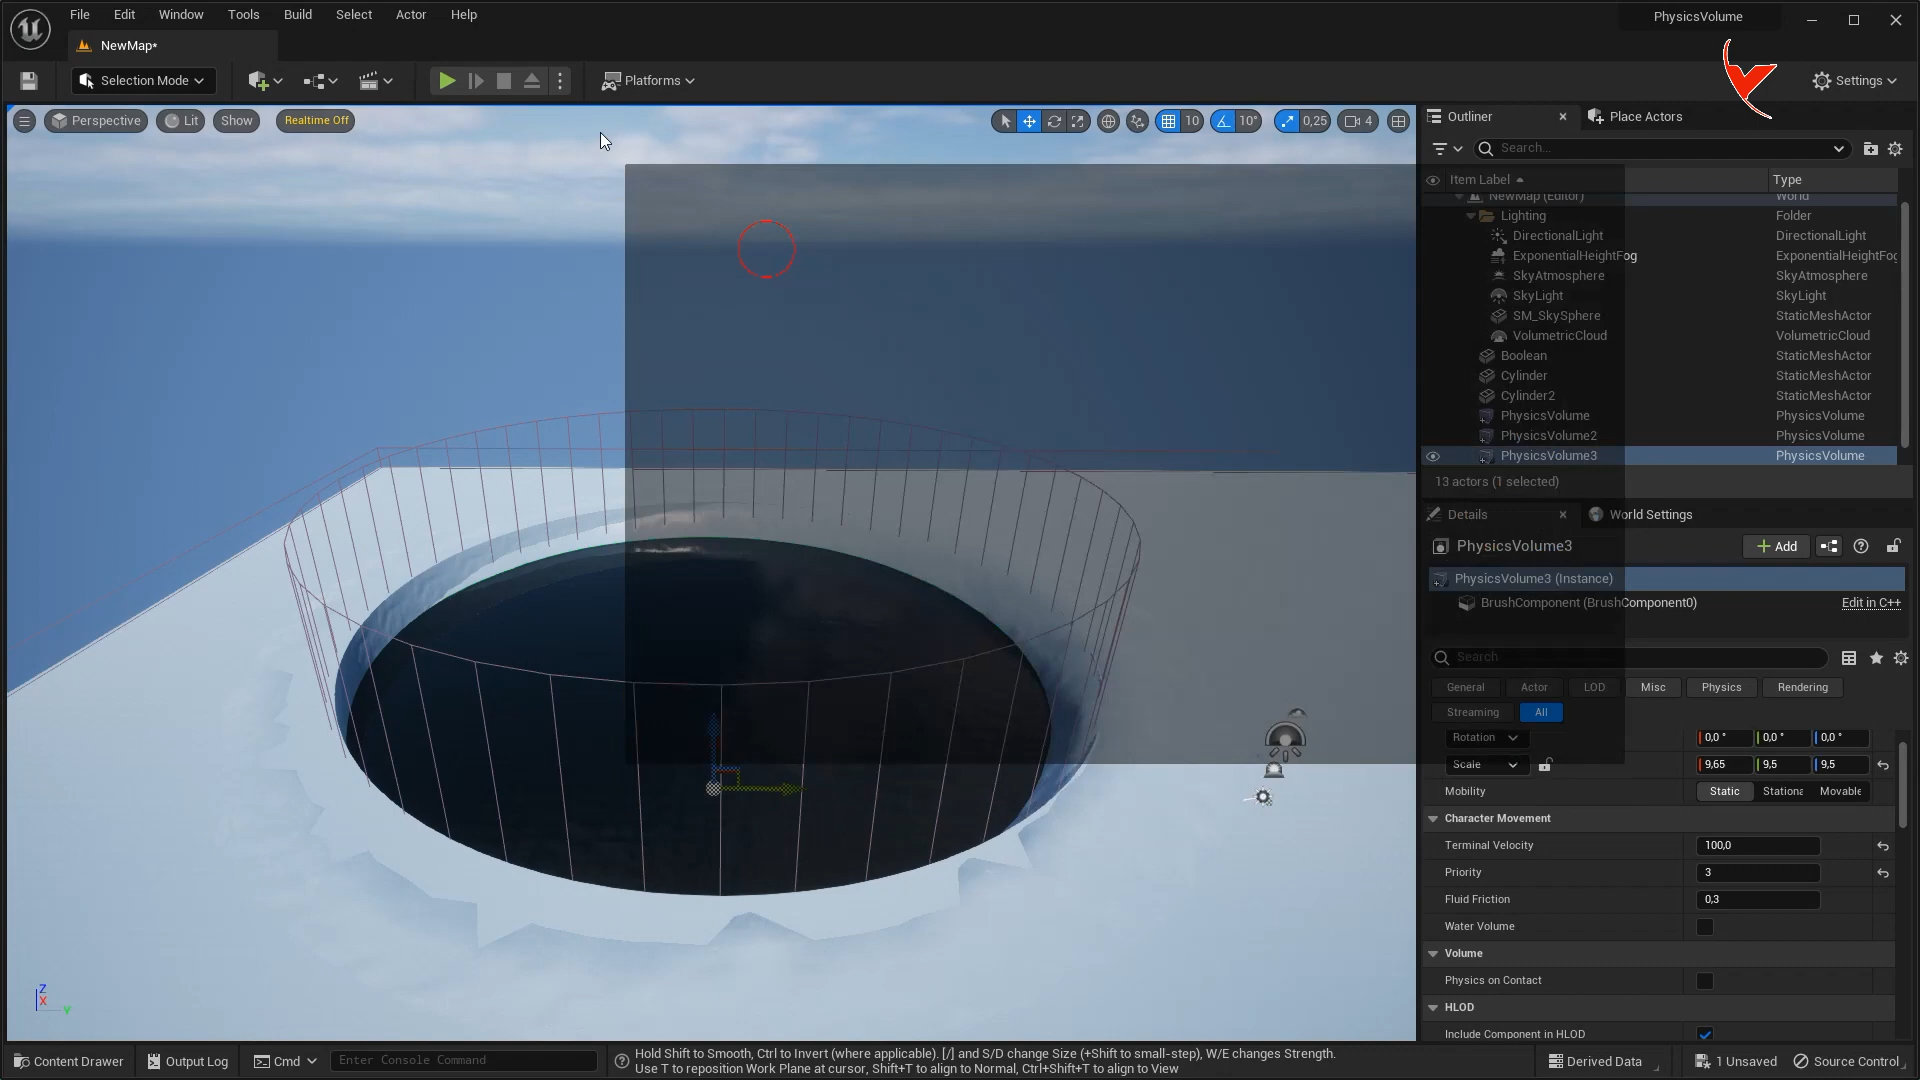 File Edit Window Tools Build Select Actor Help
PhysicsVolume
NewMap*
Selection Mode
Platforms
Settings
Perspective Lit Show Realtime Off
10 10° 0,25 4
Outliner Place Actors
Search...
Item Label Type
NewMap (Editor) World
Lighting Folder
DirectionalLight DirectionalLight
ExponentialHeightFog ExponentialHeightFog
SkyAtmosphere SkyAtmosphere
SkyLight SkyLight
SM_SkySphere StaticMeshActor
VolumetricCloud VolumetricCloud
Boolean StaticMeshActor
Cylinder StaticMeshActor
Cylinder2 StaticMeshActor
PhysicsVolume PhysicsVolume
PhysicsVolume2 PhysicsVolume
PhysicsVolume3 PhysicsVolume
13 actors (1 selected)
Details World Settings
PhysicsVolume3
Add
PhysicsVolume3 (Instance)
BrushComponent (BrushComponent0) Edit in C++
Search
General Actor LOD Misc Physics Rendering
Streaming All
Rotation 0,0 ° 0,0 ° 0,0 °
Scale 9,65 9,5 9,5
Mobility Static Stationa Movable
Character Movement
Terminal Velocity 100,0
Priority 3
Fluid Friction 0,3
Water Volume
Volume
Physics on Contact
HLOD
Include Component in HLOD
Z
X
Y
Content Drawer Output Log Cmd Enter Console Command
Hold Shift to Smooth, Ctrl to Invert (where applicable). [/] and S/D change Size (+Shift to small-step), W/E changes Strength.
Use T to reposition Work Plane at cursor, Shift+T to align to Normal, Ctrl+Shift+T to align to View
Derived Data 1 Unsaved Source Control